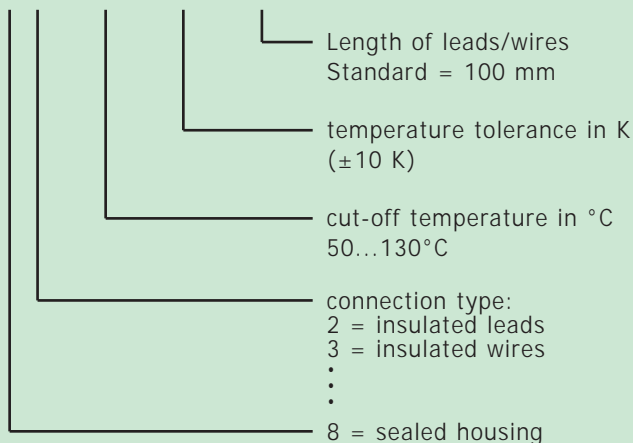 Length of leads/wires
Standard = 100 mm
temperature tolerance in K
(±10 K)
cut-off temperature in °C
50...130°C
connection type:
2 = insulated leads
3 = insulated wires
.
.
.
8 = sealed housing